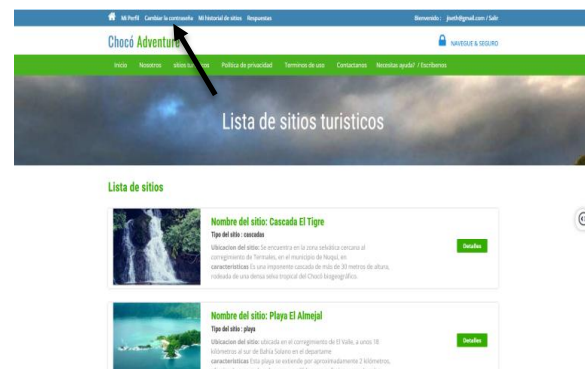 Mi Perfil Cambiar la contraseña Mi historial de sitios Respuestas
Bienvenido : jiseth@gmail.com / Salir
Chocó Adventure
NAVEGUE & SEGURO
Inicio Nosotros sitios turisticos Política de privacidad Terminos de uso Contactanos Necesitas ayuda? / Escribenos
Lista de sitios turisticos
Lista de sitios
Nombre del sitio: Cascada El Tigre
Tipo del sitio : cascadas
Ubicacion del sitio: Se encuentra en la zona selvática cercana al
corregimiento de Termales, en el municipio de Nuquí, en
caracteristicas Es una imponente cascada de más de 30 metros de altura,
rodeada de una densa selva tropical del Chocó biogeográfico.
Detalles
Nombre del sitio: Playa El Almejal
Tipo del sitio : playa
Ubicacion del sitio: ubicada en el corregimiento de El Valle, a unos 18
kilómetros al sur de Bahía Solano en el departame
caracteristicas Esta playa se extiende por aproximadamente 2 kilómetros,
Detalles